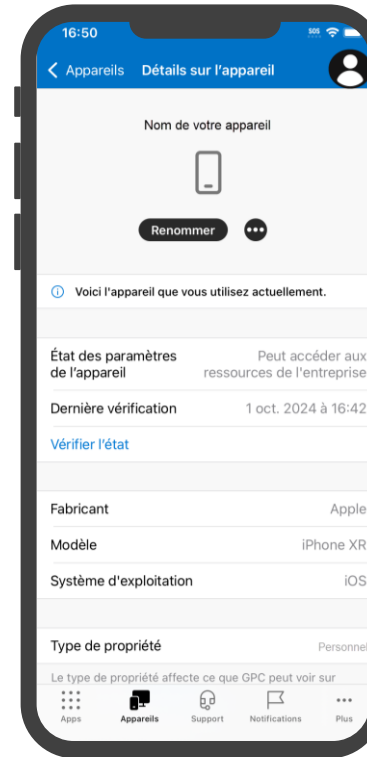 16:50
SOS
Appareils Détails sur l'appareil
Nom de votre appareil
Renommer
Voici l'appareil que vous utilisez actuellement.
État des paramètres
de l'appareil
Peut accéder aux
ressources de l'entreprise
Dernière vérification 1 oct. 2024 à 16:42
Vérifier l'état
Fabricant Apple
Modèle iPhone XR
Système d'exploitation iOS
Type de propriété Personnel
Le type de propriété affecte ce que GPC peut voir sur
Apps Appareils Support Notifications Plus